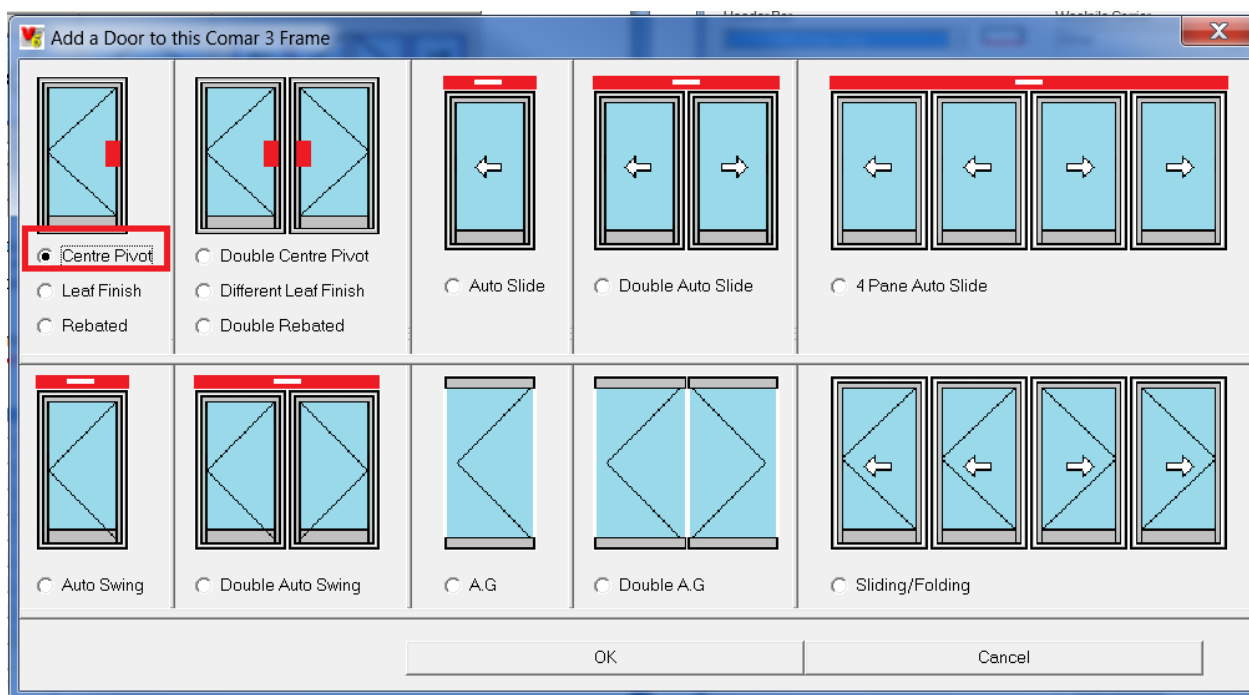 Add a Door to this Comar 3 Frame
Centre Pivot
Leaf Finish
Rebated
Double Centre Pivot
Different Leaf Finish
Double Rebated
Auto Slide
Double Auto Slide
4 Pane Auto Slide
Auto Swing
Double Auto Swing
A.G
Double A.G
Sliding/Folding
OK
Cancel